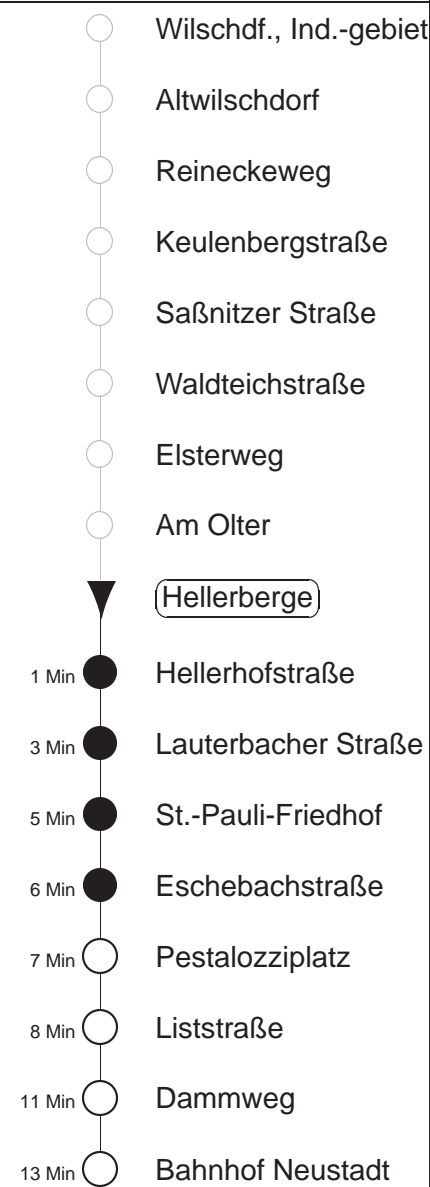 Wilschdf., Ind.-gebiet
Altwilschdorf
Reineckeweg
Keulenbergstraße
Saßnitzer Straße
Waldteichstraße
Elsterweg
Am Olter
Hellerberge
1 Min Hellerhofstraße
3 Min Lauterbacher Straße
5 Min St.-Pauli-Friedhof
6 Min Eschebachstraße
7 Min Pestalozziplatz
8 Min Liststraße
11 Min Dammweg
13 Min Bahnhof Neustadt